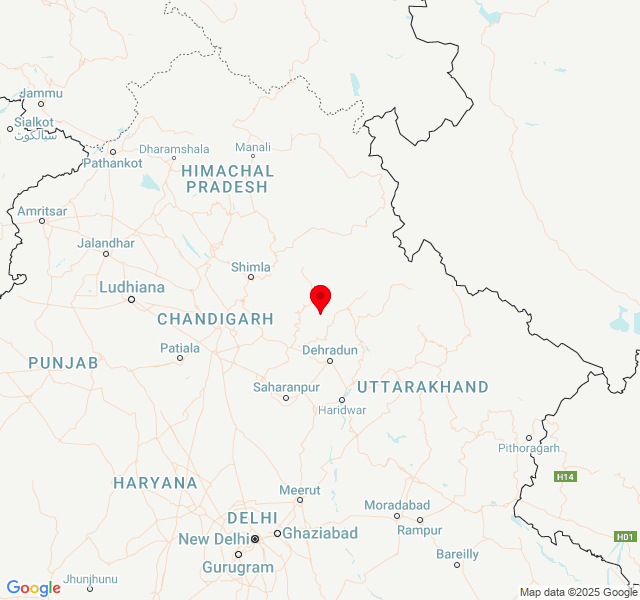 Jammu
Sialkot
سیالکوٹ
Pathankot
Dharamshala
Manali
HIMACHAL
PRADESH
Amritsar
Jalandhar
Shimla
Ludhiana
CHANDIGARH
Patiala
PUNJAB
Dehradun
Saharanpur
UTTARAKHAND
Haridwar
Pithoragarh
HARYANA
H14
Meerut
Moradabad
DELHI
Rampur
Ghaziabad
New Delhi
H01
Gurugram
Bareilly
Jhunjhunu
Google
Map data ©2025 Google